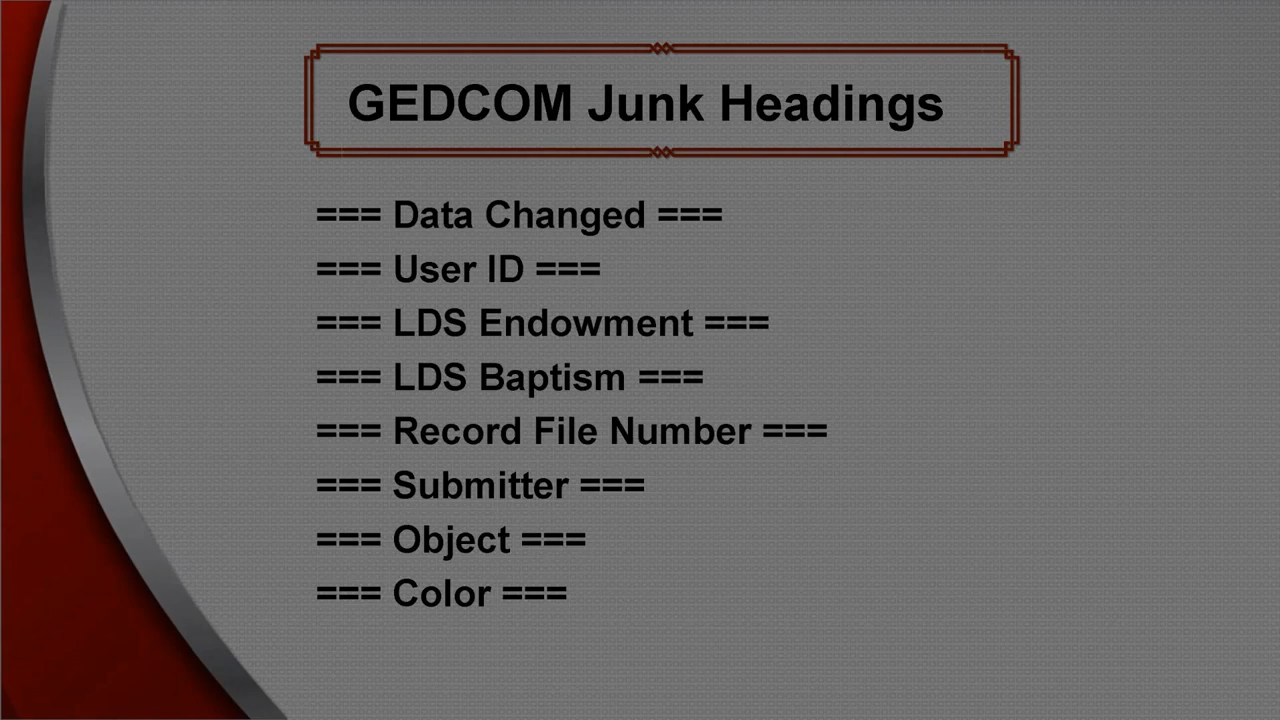 GEDCOM Junk Headings
=== Data Changed ===
=== User ID ===
=== LDS Endowment ===
=== LDS Baptism ===
=== Record File Number ===
=== Submitter ===
=== Object ===
=== Color ===